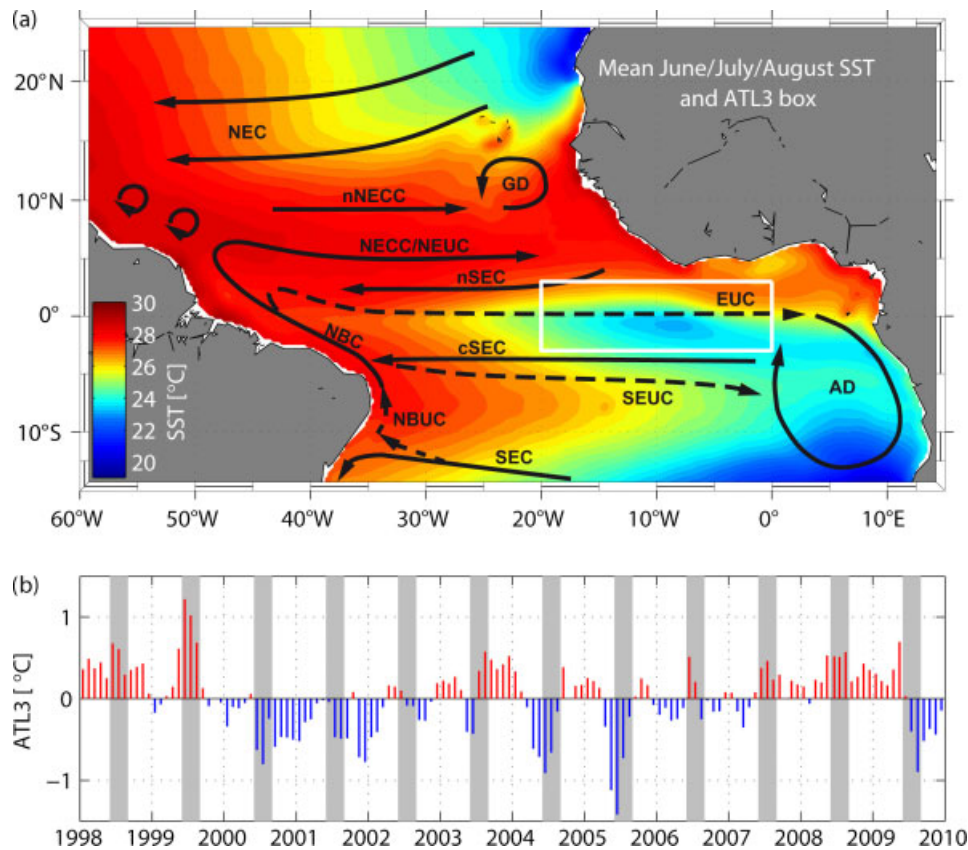 (a)
Mean June/July/August SST
and ATL3 box
20°N
10°N
0°
10°S
NEC
GD
nNECC
NECC/NEUC
nSEC
EUC
NBC
cSEC
SEUC
AD
NBUC
SEC
30
28
26
24
22
20
SST [°C]
60°W 50°W 40°W 30°W 20°W 10°W 0° 10°E
(b)
ATL3 [ °C]
1
0
−1
1998 1999 2000 2001 2002 2003 2004 2005 2006 2007 2008 2009 2010